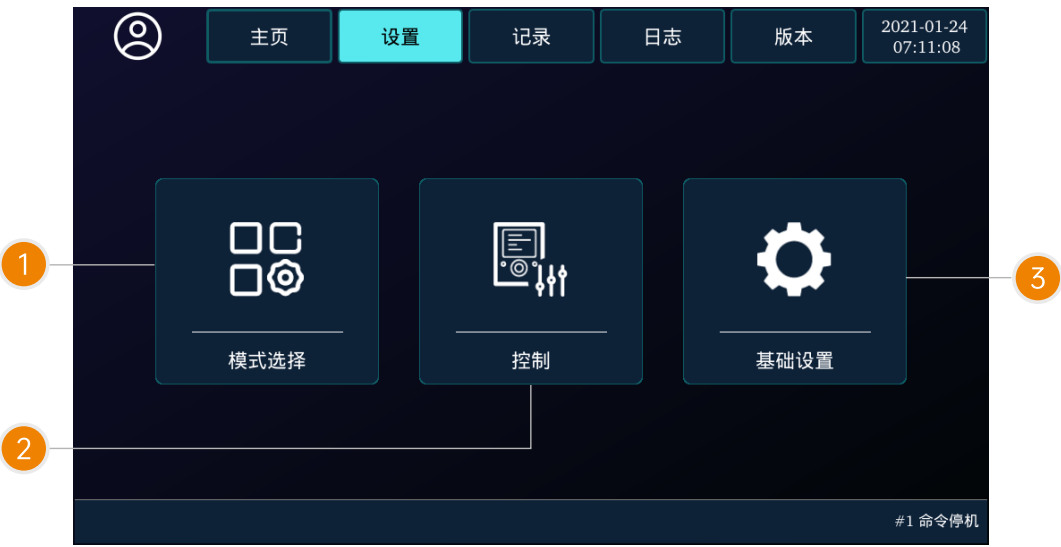 主页
设置
记录
日志
版本
2021-01-24
07:11:08
1
3
模式选择
控制
基础设置
2
#1 命令停机